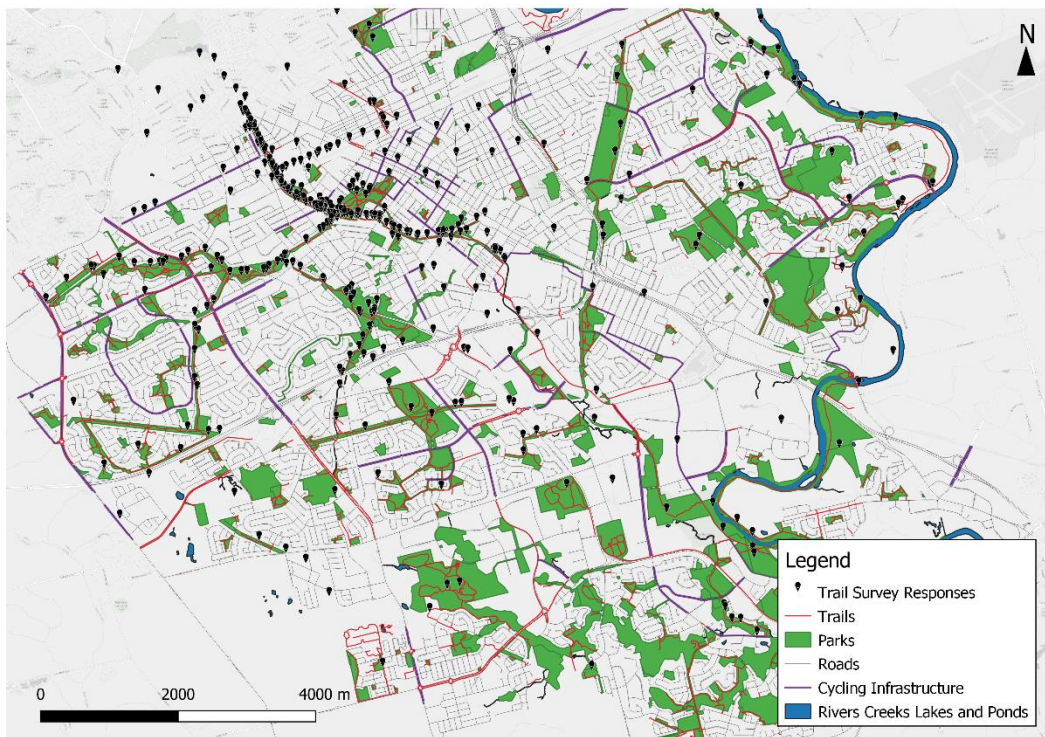 N
Legend
Trail Survey Responses
Trails
Parks
Roads
Cycling Infrastructure
Rivers Creeks Lakes and Ponds
0 2000 4000 m